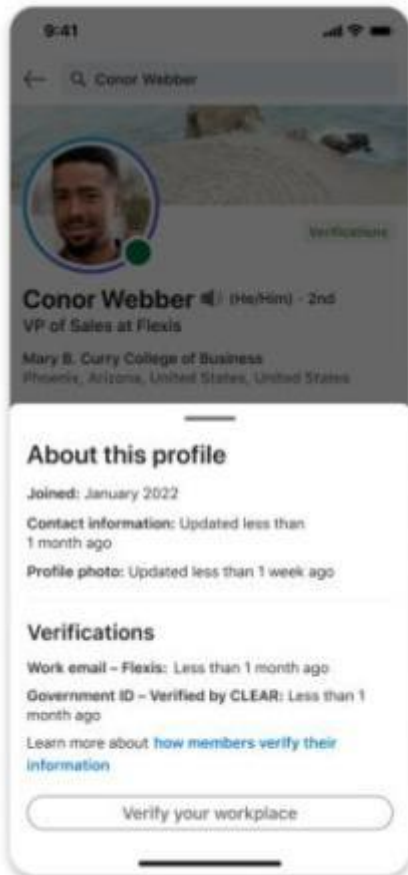 9:41
Conor Webber
Verifications
Conor Webber (He/Him) · 2nd
VP of Sales at Flexis
Mary B. Curry College of Business
Phoenix, Arizona, United States, United States
About this profile
Joined: January 2022
Contact information: Updated less than
1 month ago
Profile photo: Updated less than 1 week ago
Verifications
Work email – Flexis: Less than 1 month ago
Government ID – Verified by CLEAR: Less than 1
month ago
Learn more about how members verify their
information
Verify your workplace